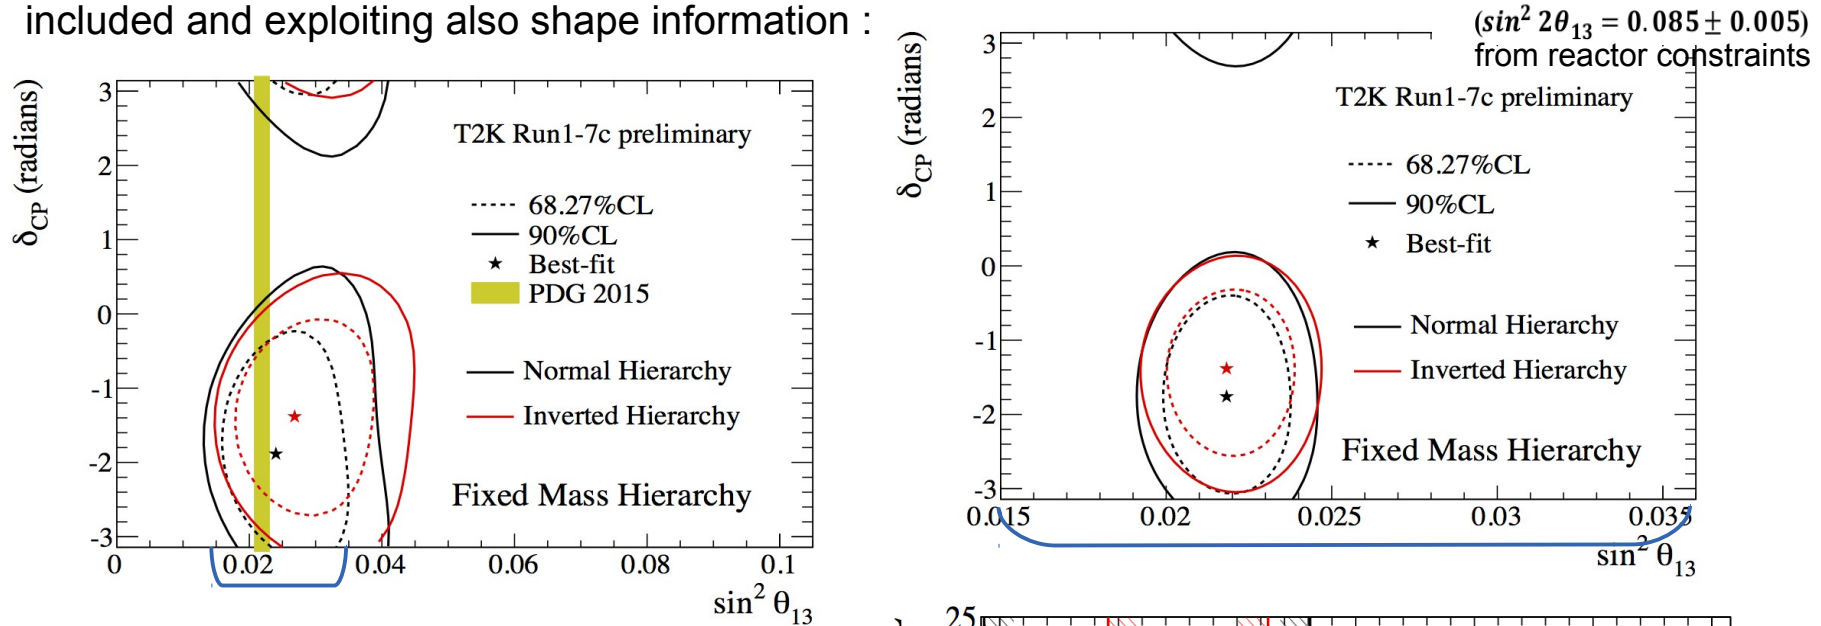 included and exploiting also shape information :
(sin² 2θ₁₃ = 0.085 ± 0.005)
from reactor constraints
δCP (radians)
3
2
1
0
-1
-2
-3
T2K Run1-7c preliminary
68.27%CL
90%CL
Best-fit
PDG 2015
Normal Hierarchy
Inverted Hierarchy
Fixed Mass Hierarchy
0 0.02 0.04 0.06 0.08 0.1
sin² θ₁₃
δCP (radians)
3
2
1
0
-1
-2
-3
T2K Run1-7c preliminary
68.27%CL
90%CL
Best-fit
Normal Hierarchy
Inverted Hierarchy
Fixed Mass Hierarchy
0.015 0.02 0.025 0.03 0.035
sin² θ₁₃
25